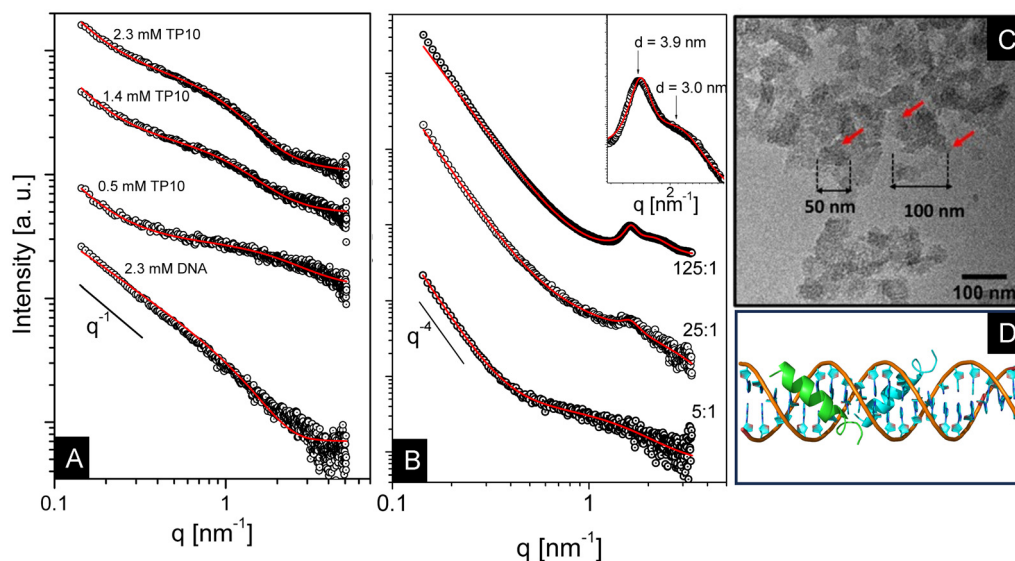 Intensity [a. u.]
2.3 mM TP10
1.4 mM TP10
0.5 mM TP10
2.3 mM DNA
q⁻¹
A
0.1
1
q [nm⁻¹]
d = 3.9 nm
d = 3.0 nm
2
q [nm⁻¹]
125:1
25:1
5:1
q⁻⁴
B
0.1
1
q [nm⁻¹]
C
50 nm
100 nm
100 nm
D